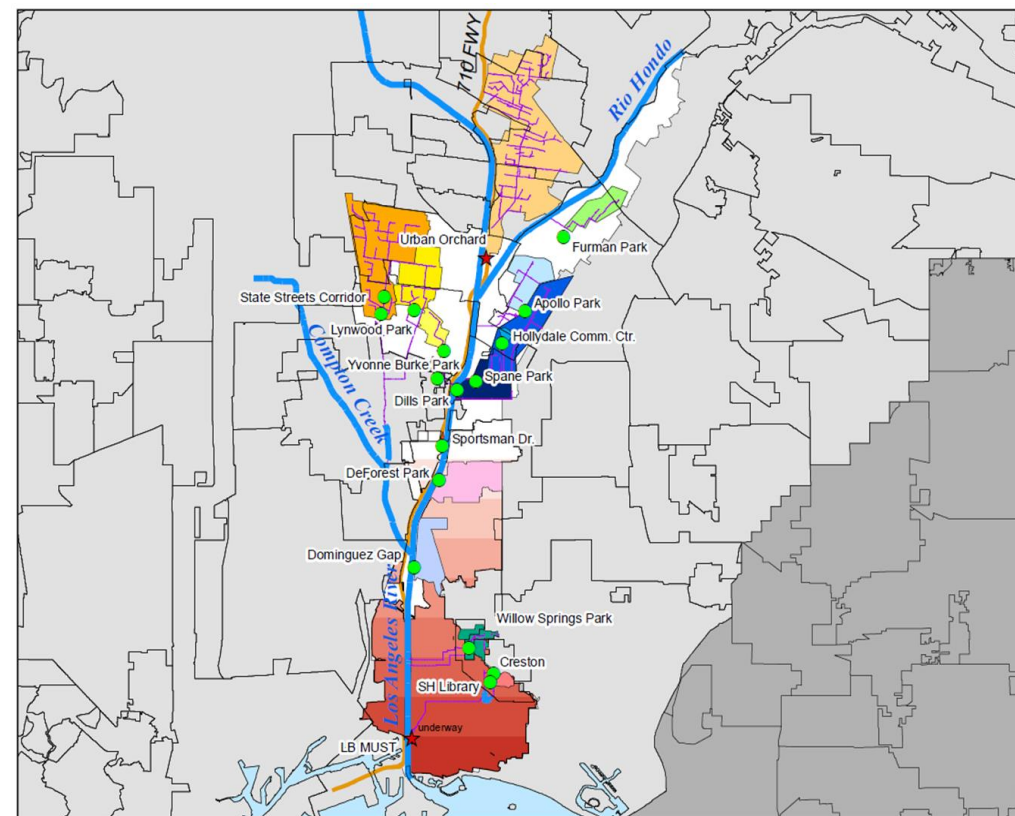 710 FWY
Rio Hondo
Urban Orchard
Furman Park
State Streets Corridor
Apollo Park
Lynwood Park
Hollydale Comm. Ctr.
Compton Creek
Yvonne Burke Park
Spane Park
Dills Park
Sportsman Dr.
DeForest Park
Dominguez Gap
Los Angeles River
Willow Springs Park
Creston
SH Library
underway
LB MUST